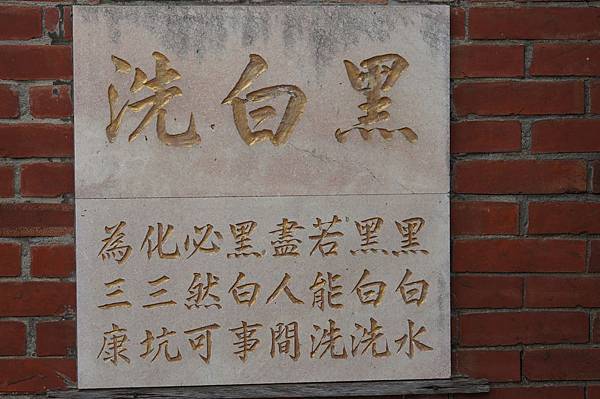 黑白洗
黑白水
黑白洗
若能洗
盡人間
黑白事
必然可
化三坑
為三康